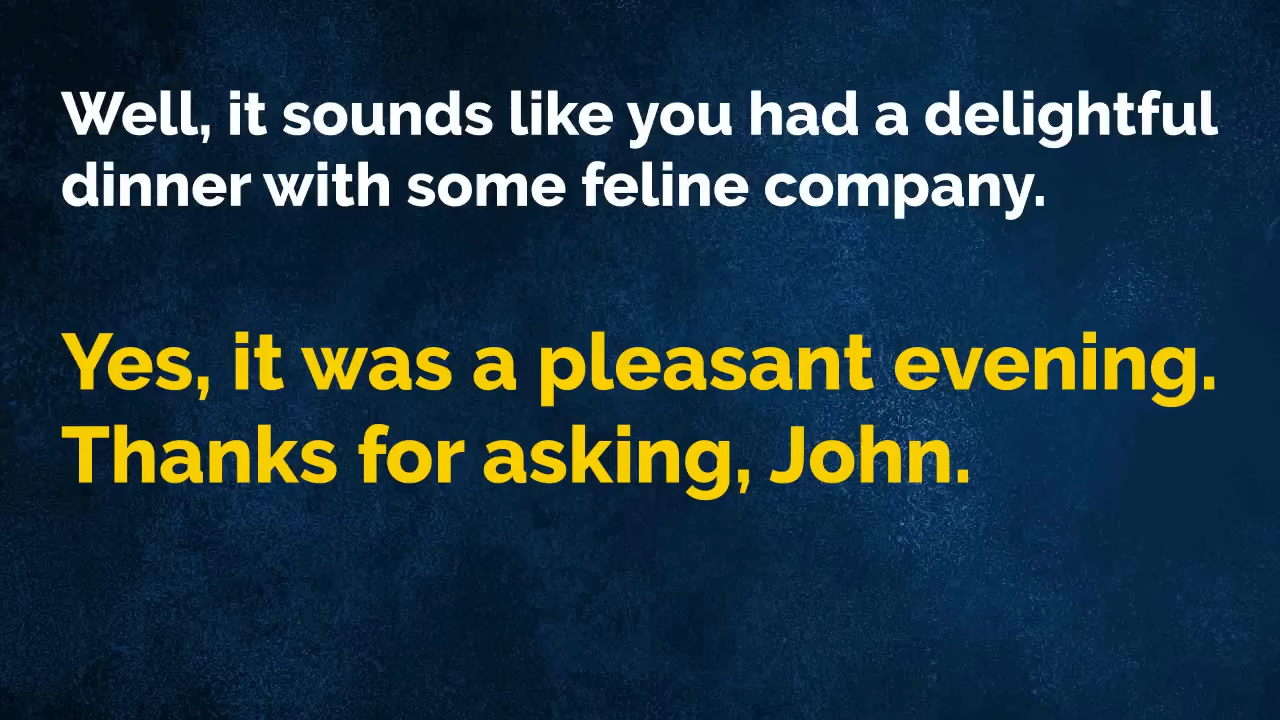 Well, it sounds like you had a delightful
dinner with some feline company.
Yes, it was a pleasant evening.
Thanks for asking, John.